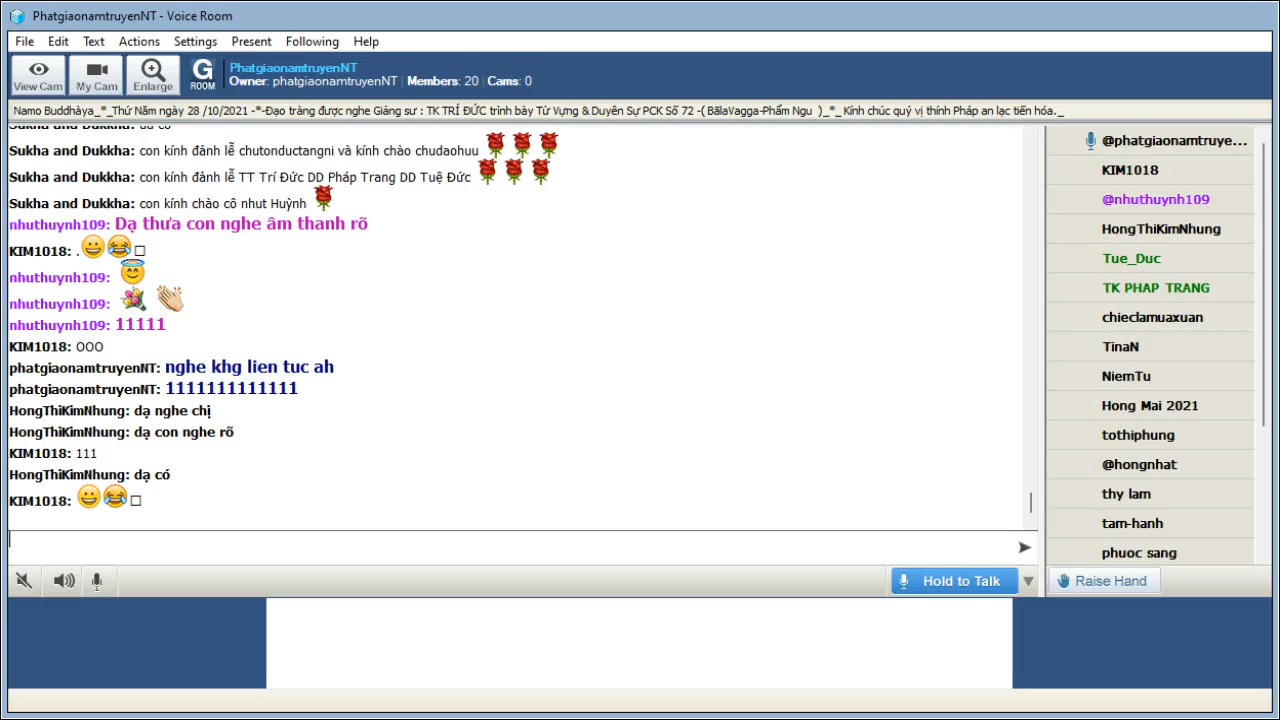 PhatgiaonamtruyenNT - Voice Room
File Edit Text Actions Settings Present Following Help
View Cam My Cam Enlarge G ROOM
PhatgiaonamtruyenNT
Owner: phatgiaonamtruyenNT | Members: 20 | Cams: 0
Namo Buddhàya_*_Thứ Năm ngày 28 /10/2021 -*-Đạo tràng được nghe Giảng sư : TK TRÍ ĐỨC trình bày Từ Vựng & Duyên Sự PCK Số 72 -( BãlaVagga-Phẩm Ngu )_*_ Kính chúc quý vị thính Pháp an lạc tiến hóa._
Sukha and Dukkha:
Sukha and Dukkha: con kính đảnh lễ chutonductangni và kính chào chudaohuu
Sukha and Dukkha: con kính đảnh lễ TT Trí Đức DD Pháp Trang DD Tuệ Đức
Sukha and Dukkha: con kính chào cô nhut Huỳnh
nhuthuynh109: Dạ thưa con nghe âm thanh rõ
KIM1018: . 😀😂□
nhuthuynh109: 😇
nhuthuynh109: 💐 👏
nhuthuynh109: 11111
KIM1018: OOO
phatgiaonamtruyenNT: nghe khg lien tuc ah
phatgiaonamtruyenNT: 1111111111111
HongThiKimNhung: dạ nghe chị
HongThiKimNhung: dạ con nghe rõ
KIM1018: 111
HongThiKimNhung: dạ có
KIM1018: 😀😂□
@phatgiaonamtruye...
KIM1018
@nhuthuynh109
HongThiKimNhung
Tue_Duc
TK PHAP TRANG
chieclamuaxuan
TinaN
NiemTu
Hong Mai 2021
tothiphung
@hongnhat
thy lam
tam-hanh
phuoc sang
Hold to Talk
Raise Hand